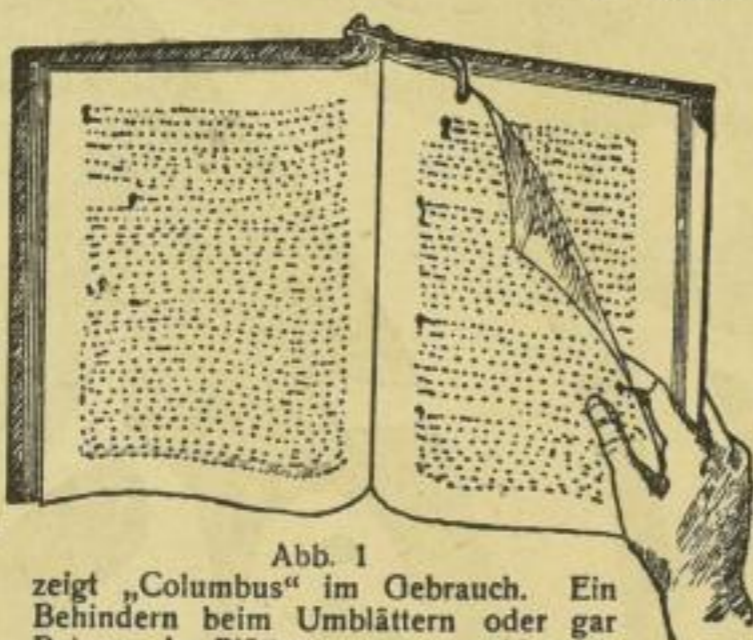 Abb. 1
zeigt „Columbus“ im Gebrauch. Ein
Behindern beim Umblättern oder gar